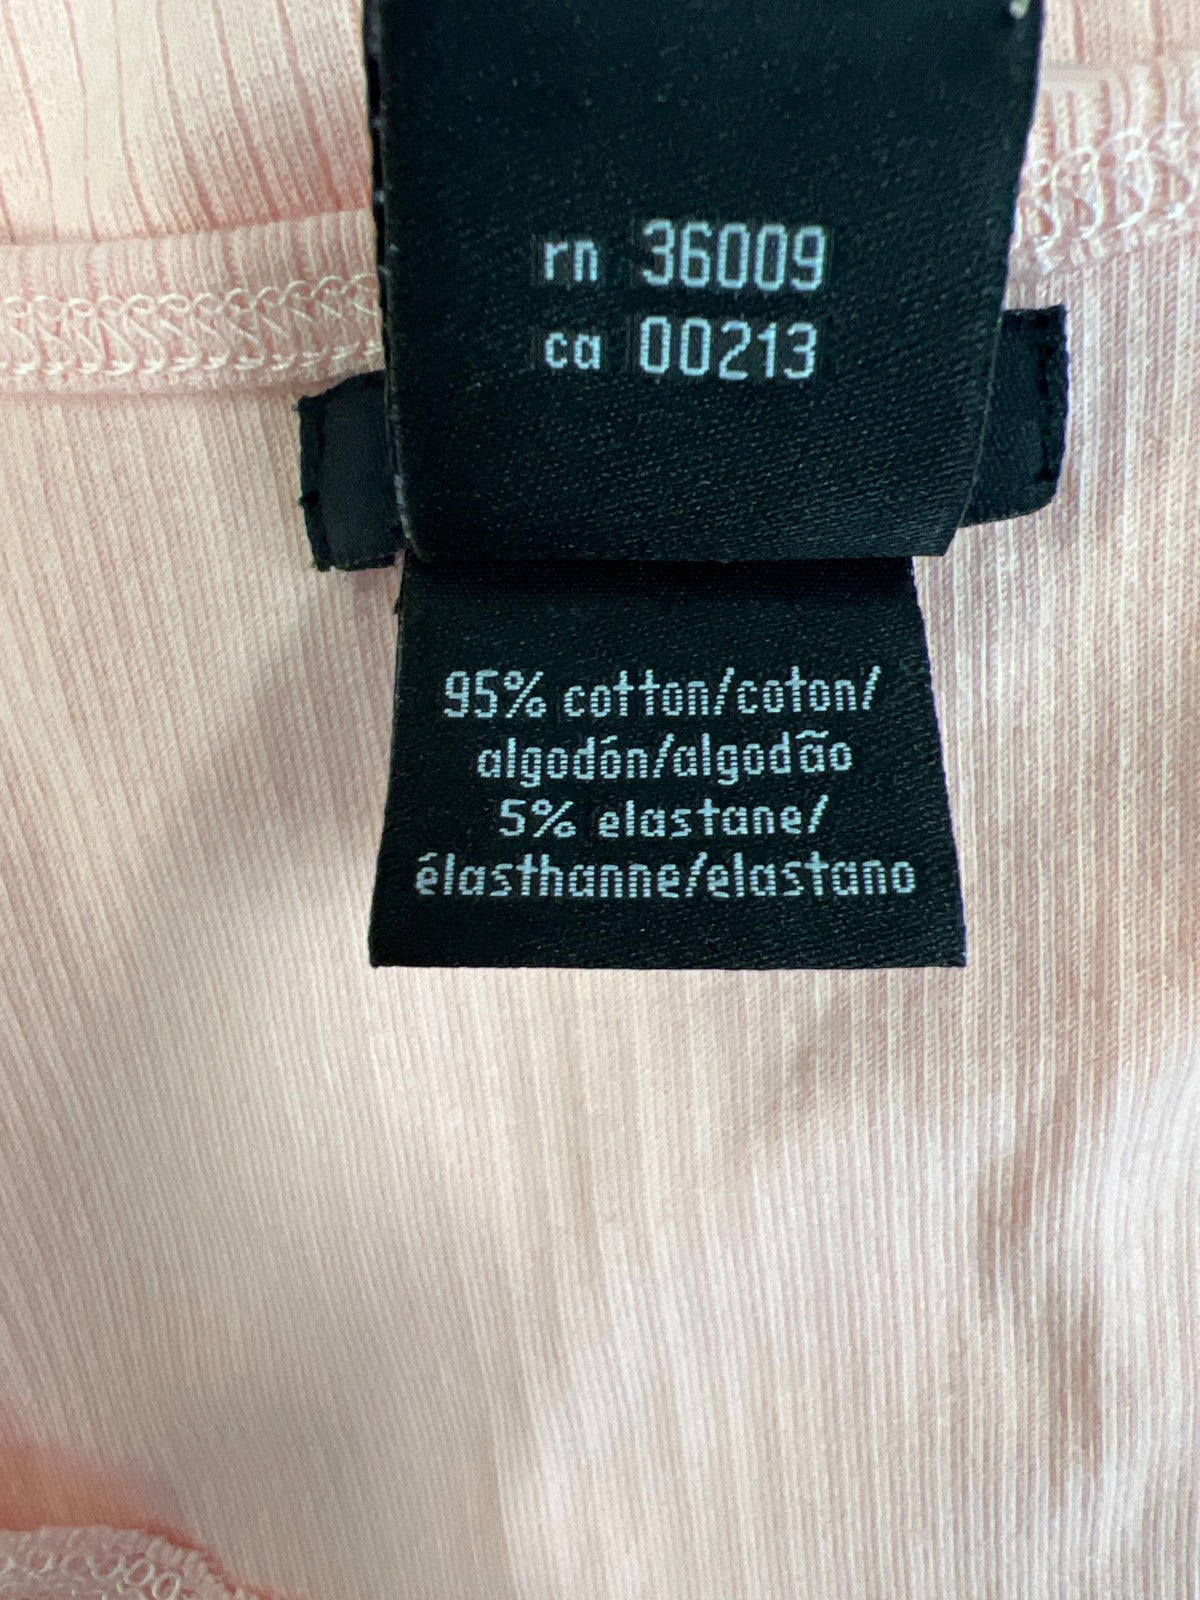 rn 36009
ca 00213
95% cotton/coton/
algodón/algodão
5% elastane/
élasthanne/elastano